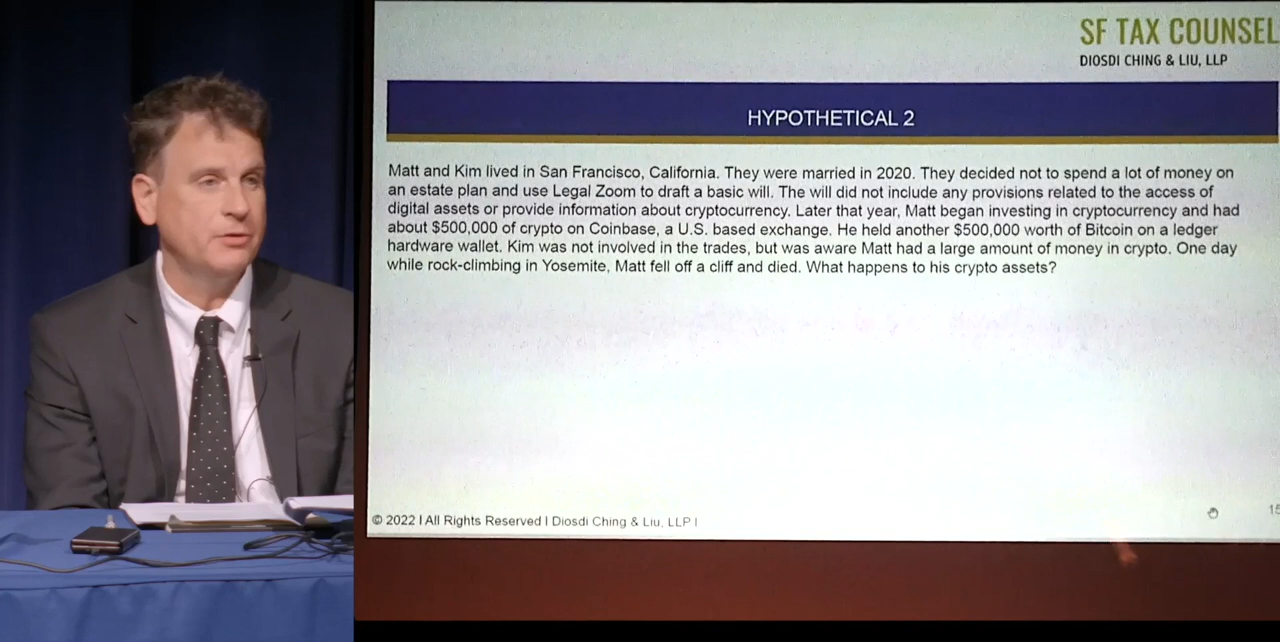 SF TAX COUNSEL
DIOSDI CHING & LIU, LLP
HYPOTHETICAL 2
Matt and Kim lived in San Francisco, California. They were married in 2020. They decided not to spend a lot of money on
an estate plan and use Legal Zoom to draft a basic will. The will did not include any provisions related to the access of
digital assets or provide information about cryptocurrency. Later that year, Matt began investing in cryptocurrency and had
about $500,000 of crypto on Coinbase, a U.S. based exchange. He held another $500,000 worth of Bitcoin on a ledger
hardware wallet. Kim was not involved in the trades, but was aware Matt had a large amount of money in crypto. One day
while rock-climbing in Yosemite, Matt fell off a cliff and died. What happens to his crypto assets?
© 2022 I All Rights Reserved I Diosdi Ching & Liu, LLP I